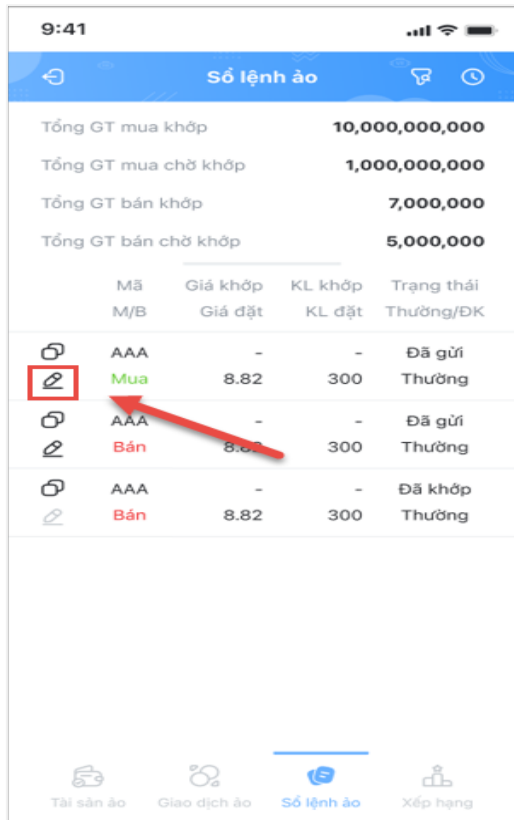 9:41
Sổ lệnh ảo
Tổng GT mua khớp 10,000,000,000
Tổng GT mua chờ khớp 1,000,000,000
Tổng GT bán khớp 7,000,000
Tổng GT bán chờ khớp 5,000,000
Mã Giá khớp KL khớp Trạng thái
M/B Giá đặt KL đặt Thường/ĐK
AAA - - Đã gửi
Mua 8.82 300 Thường
AAA - - Đã gửi
Bán 8.82 300 Thường
AAA - - Đã khớp
Bán 8.82 300 Thường
Tài sản ảo Giao dịch ảo Sổ lệnh ảo Xếp hạng